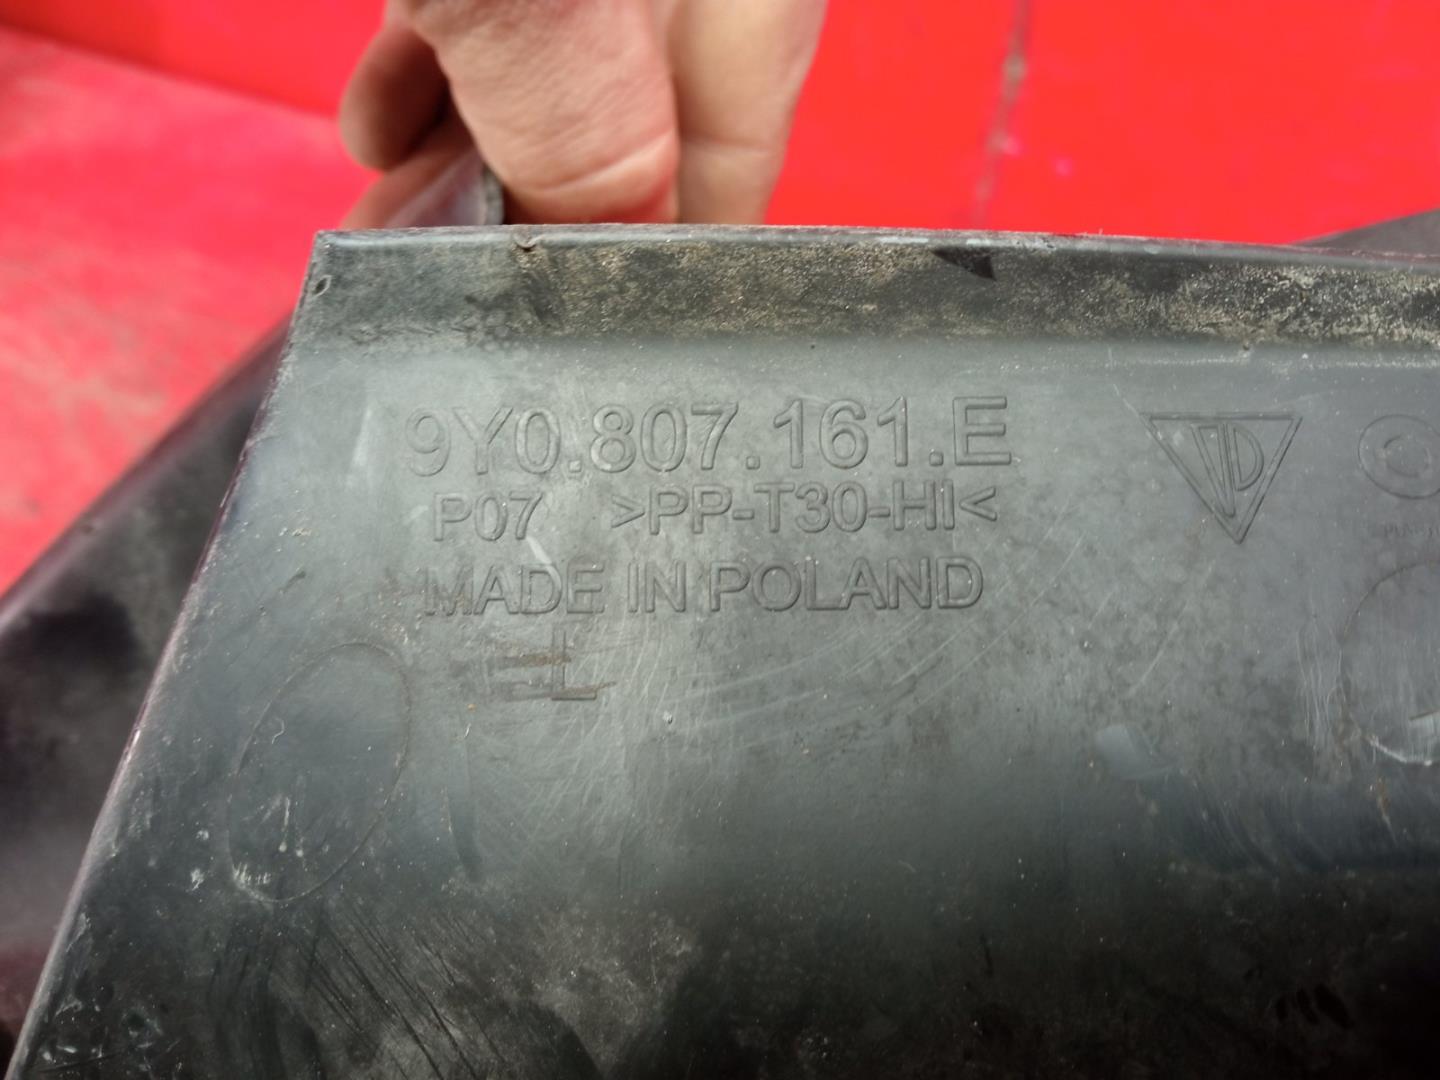 9Y0.807.161.E
P07 >PP-T30-HI<
MADE IN POLAND